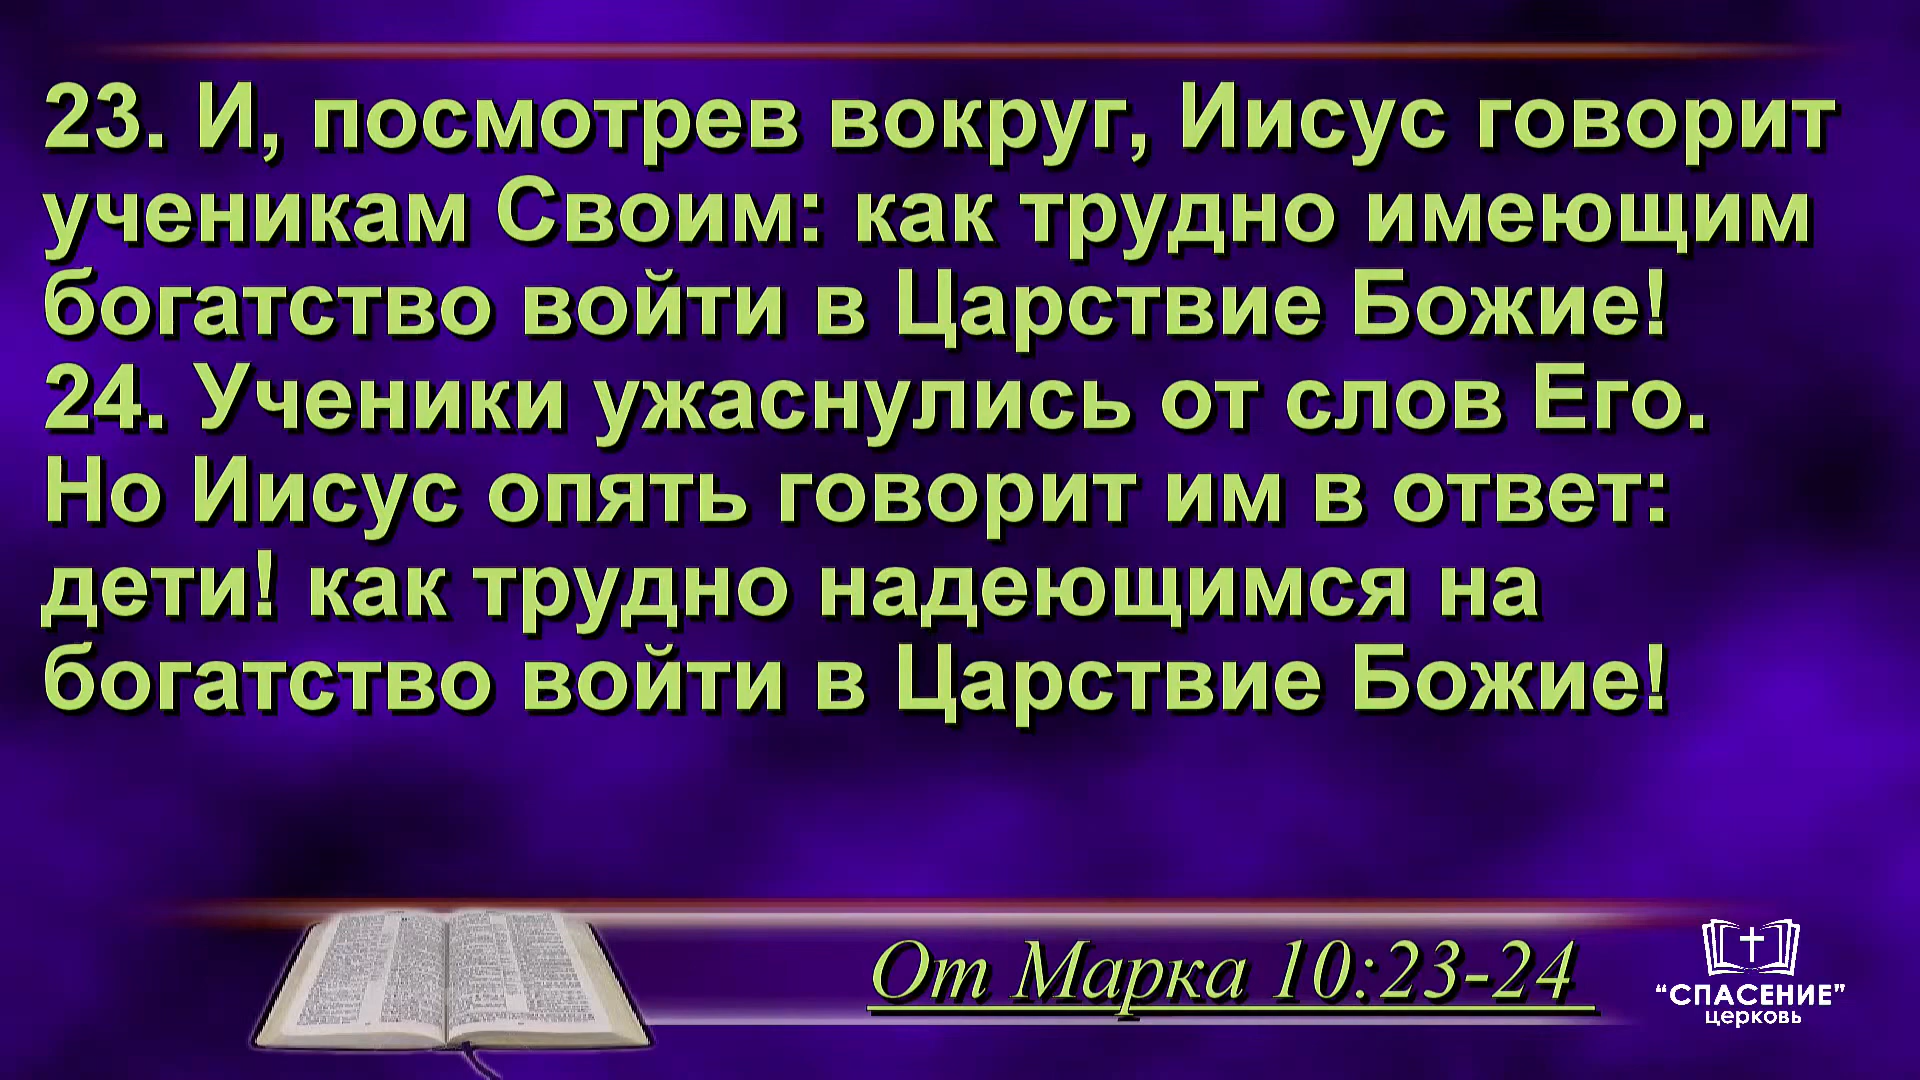 23. И, посмотрев вокруг, Иисус говорит
ученикам Своим: как трудно имеющим
богатство войти в Царствие Божие!
24. Ученики ужаснулись от слов Его.
Но Иисус опять говорит им в ответ:
дети! как трудно надеющимся на
богатство войти в Царствие Божие!
От Марка 10:23-24
“СПАСЕНИЕ”
церковь